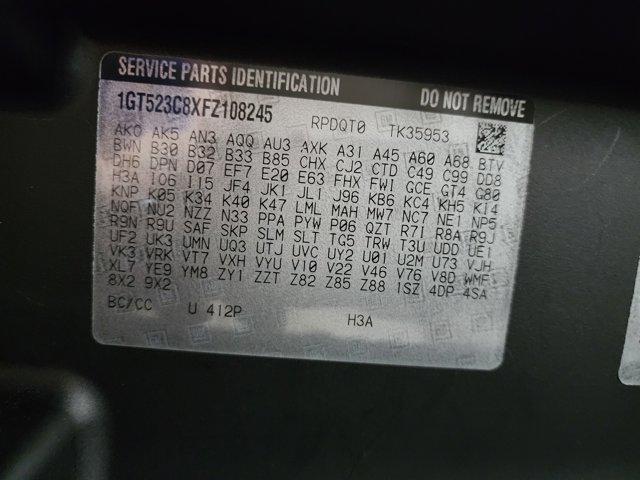 SERVICE PARTS IDENTIFICATION DO NOT REMOVE
1GT523C8XFZ108245 RPDQT0 TK35953
AKO AK5 AN3 AQQ AU3 AXK A31 A45 A60 A68 BTV
BWN B30 B32 B33 B85 CHX CJ2 CTD C49 C99 DD8
DH6 DPN D07 EF7 E20 E63 FHX FW1 GCE GT4 G80
H3A I06 I15 JF4 JK1 JL1 J96 KB6 KC4 KH5 K14
KNP K05 K34 K40 K47 LML MAH MW7 NC7 NE1 NP5
NQF NU2 NZZ N33 PPA PYW P06 QZT R7I R8A R9J
R9N R9U SAF SKP SLM SLT TG5 TRW T3U UDD UE1
UF2 UK3 UMN UQ3 UTJ UVC UY2 U01 U2M U73 VJH
VK3 VRK VT7 VXH VYU V10 V22 V46 V76 V8D WMF
XL7 YE9 YM8 ZY1 ZZT Z82 Z85 Z88 1SZ 4DP 4SA
8X2 9X2
BC/CC U 412P H3A